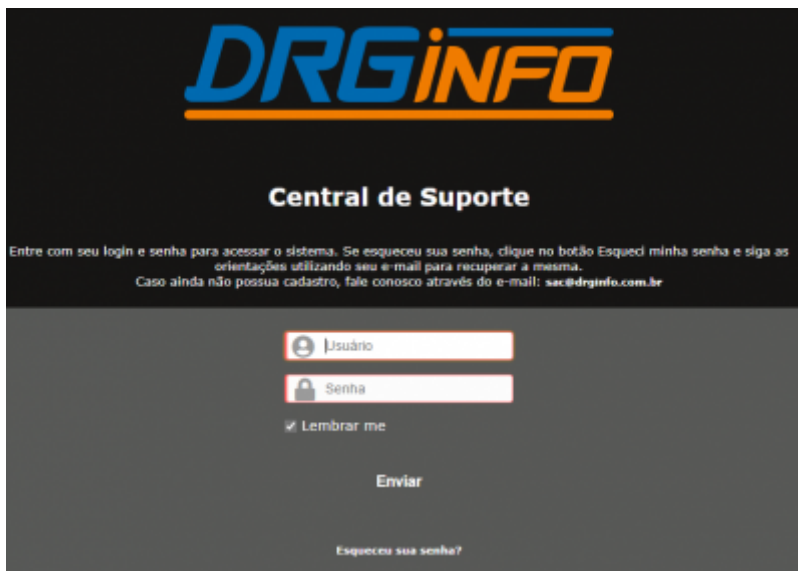 DRGiNFO
Central de Suporte
Entre com seu login e senha para acessar o sistema. Se esqueceu sua senha, clique no botão Esqueci minha senha e siga as
orientações utilizando seu e-mail para recuperar a mesma.
Caso ainda não possua cadastro, fale conosco através do e-mail: sac@drginfo.com.br
Usuário
Senha
Lembrar me
Enviar
Esqueceu sua senha?